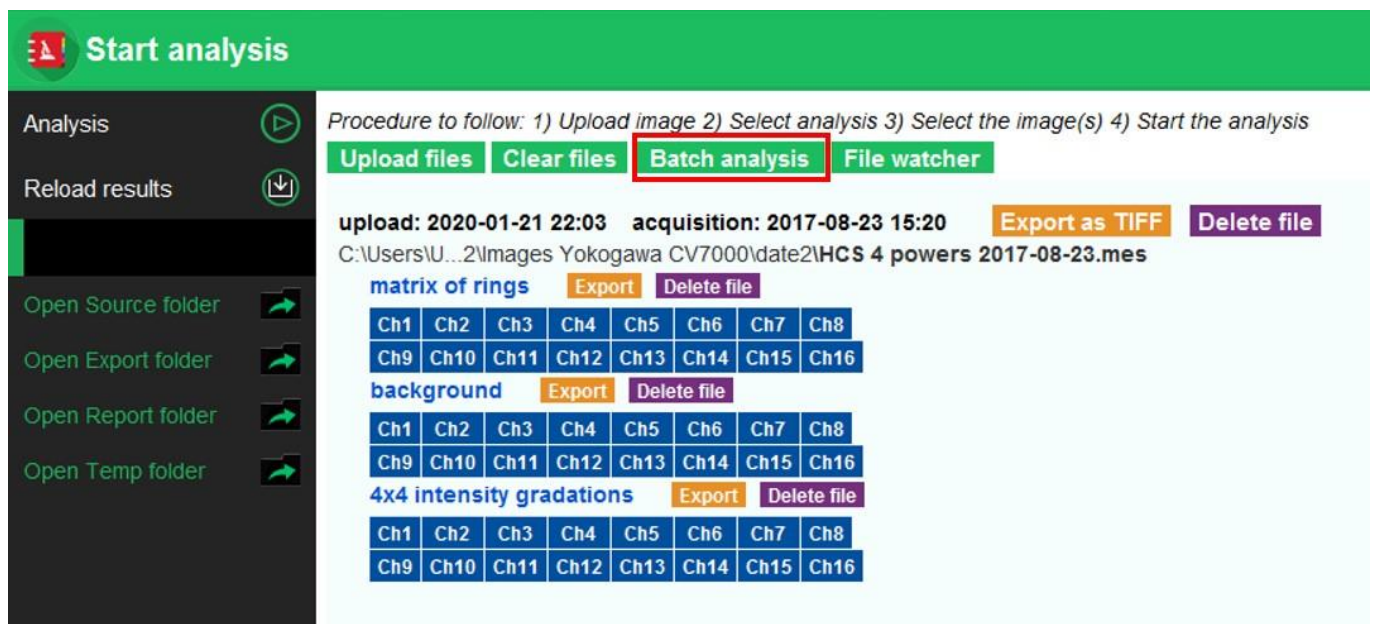 Start analysis
Analysis
Reload results
Open Source folder
Open Export folder
Open Report folder
Open Temp folder
Procedure to follow: 1) Upload image 2) Select analysis 3) Select the image(s) 4) Start the analysis
Upload files Clear files Batch analysis File watcher
upload: 2020-01-21 22:03 acquisition: 2017-08-23 15:20 Export as TIFF Delete file
C:\Users\U...2\Images Yokogawa CV7000\date2\HCS 4 powers 2017-08-23.mes
matrix of rings Export Delete file
Ch1 Ch2 Ch3 Ch4 Ch5 Ch6 Ch7 Ch8
Ch9 Ch10 Ch11 Ch12 Ch13 Ch14 Ch15 Ch16
background Export Delete file
Ch1 Ch2 Ch3 Ch4 Ch5 Ch6 Ch7 Ch8
Ch9 Ch10 Ch11 Ch12 Ch13 Ch14 Ch15 Ch16
4x4 intensity gradations Export Delete file
Ch1 Ch2 Ch3 Ch4 Ch5 Ch6 Ch7 Ch8
Ch9 Ch10 Ch11 Ch12 Ch13 Ch14 Ch15 Ch16